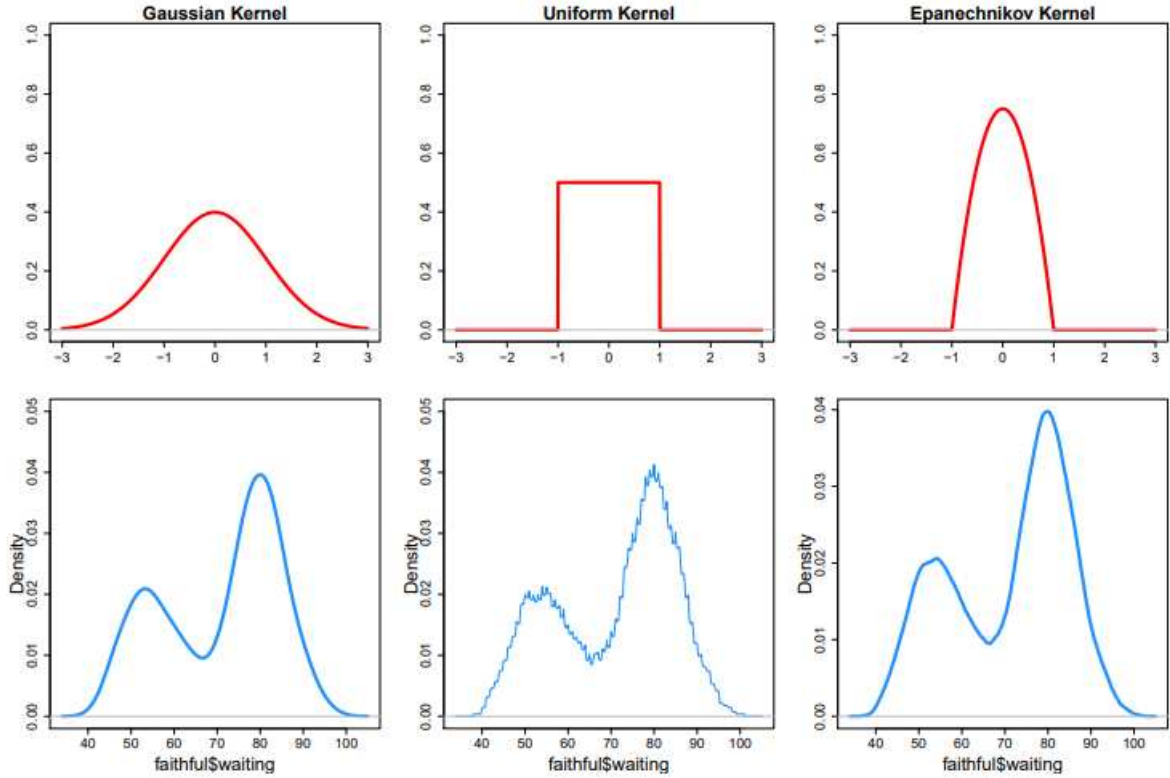 Gaussian Kernel
Uniform Kernel
Epanechnikov Kernel
1.0
0.8
0.6
0.4
0.2
0.0
−3 −2 −1 0 1 2 3
1.0
0.8
0.6
0.4
0.2
0.0
−3 −2 −1 0 1 2 3
1.0
0.8
0.6
0.4
0.2
0.0
−3 −2 −1 0 1 2 3
Density
0.05
0.04
0.03
0.02
0.01
0.00
40 50 60 70 80 90 100
faithful$waiting
Density
0.05
0.04
0.03
0.02
0.01
0.00
40 50 60 70 80 90 100
faithful$waiting
Density
0.04
0.03
0.02
0.01
0.00
40 50 60 70 80 90 100
faithful$waiting